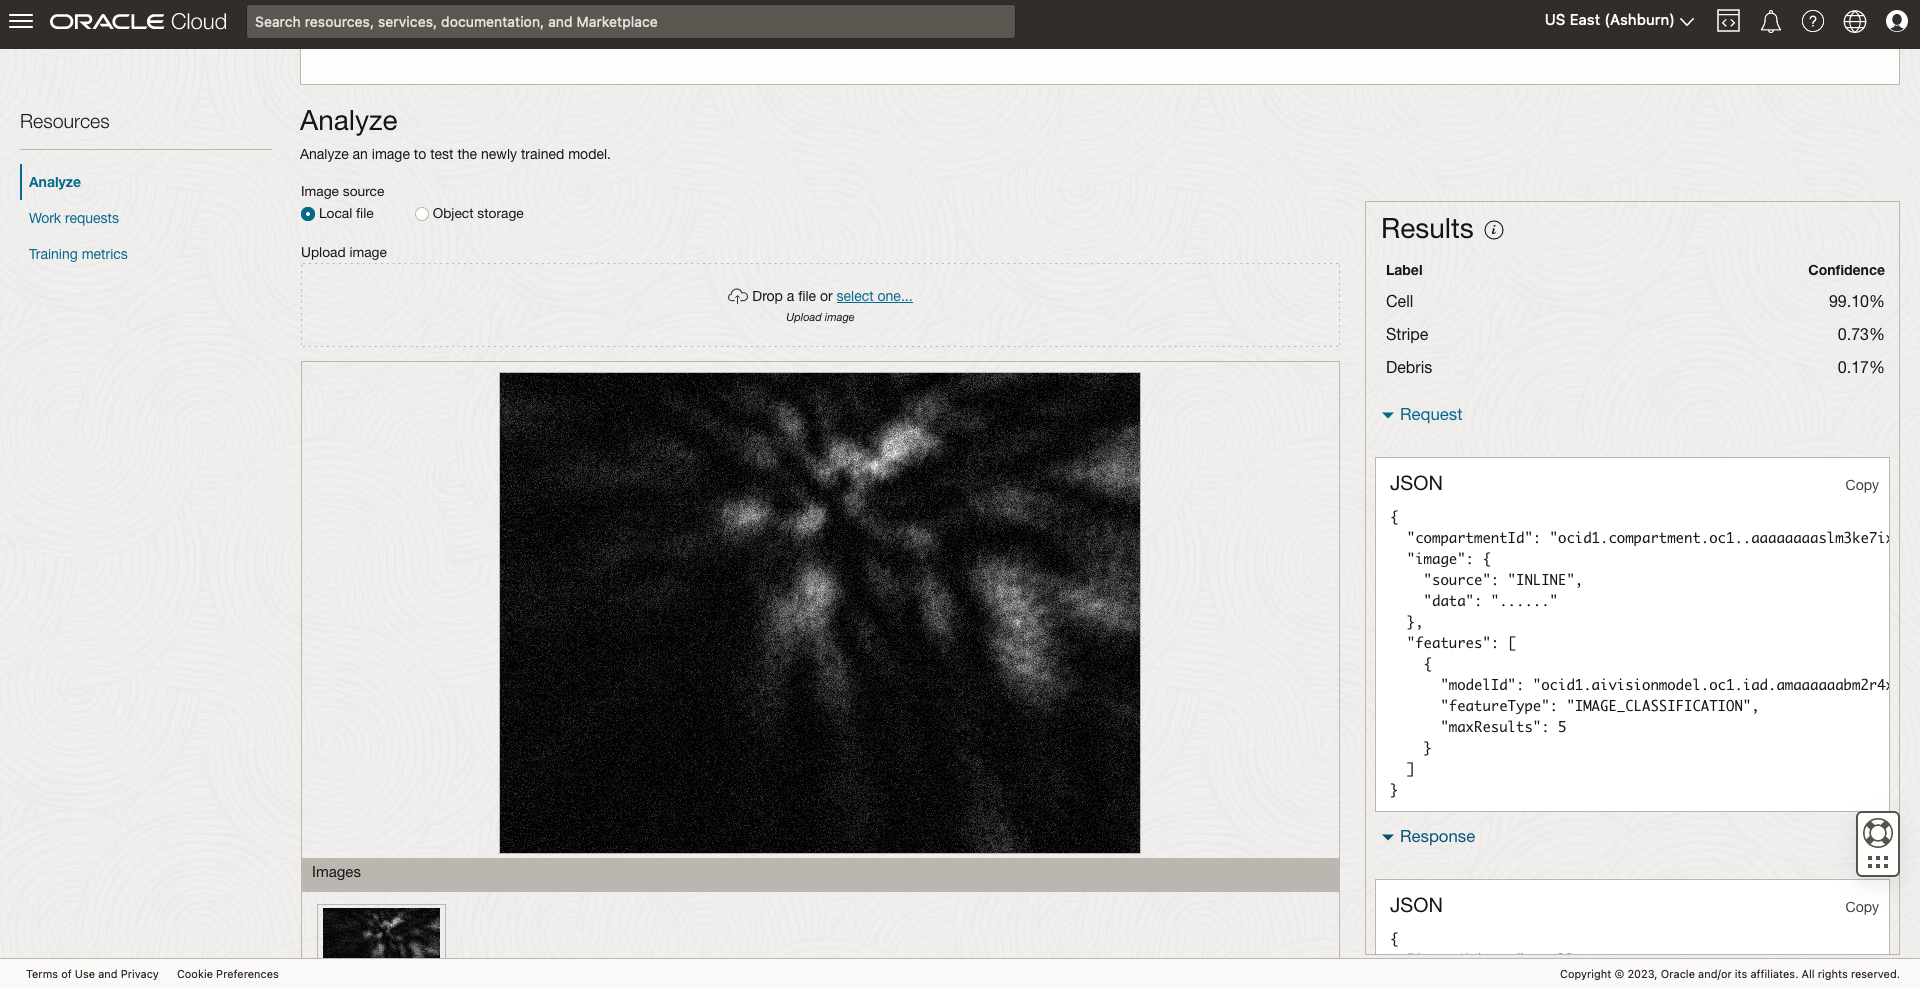 ORACLE Cloud
Search resources, services, documentation, and Marketplace
US East (Ashburn)
Resources
Analyze
Work requests
Training metrics
Analyze
Analyze an image to test the newly trained model.
Image source
Local file
Object storage
Upload image
Drop a file or select one...
Upload image
Images
Results
Label Confidence
Cell 99.10%
Stripe 0.73%
Debris 0.17%
Request
JSON
Copy
{
"compartmentId": "ocid1.compartment.oc1..aaaaaaaaslm3ke7ix
"image": {
"source": "INLINE",
"data": "......"
},
"features": [
{
"modelId": "ocid1.aivisionmodel.oc1.iad.amaaaaaabm2r4x
"featureType": "IMAGE_CLASSIFICATION",
"maxResults": 5
}
]
}
Response
JSON
Copy
{
Terms of Use and Privacy
Cookie Preferences
Copyright © 2023, Oracle and/or its affiliates. All rights reserved.